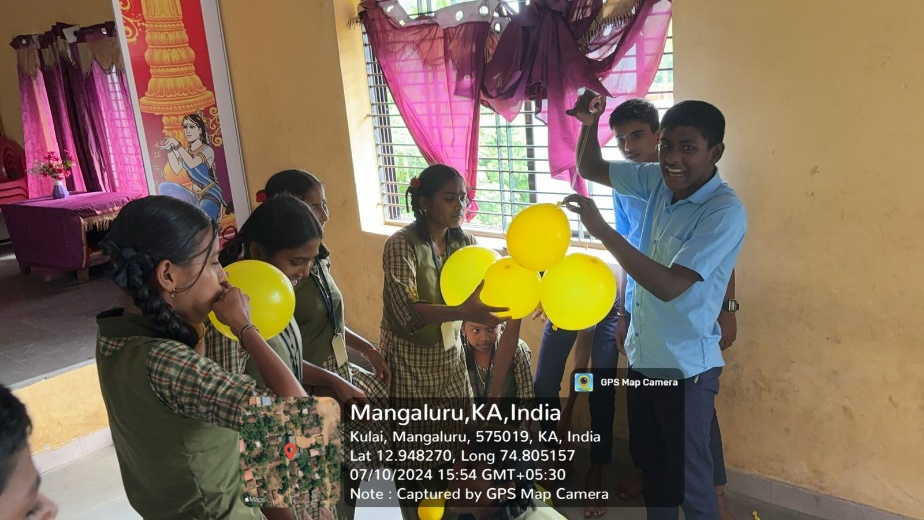 GPS Map Camera
Mangaluru,KA,India
Kulai, Mangaluru, 575019, KA, India
Lat 12.948270, Long 74.805157
07/10/2024 15:54 GMT+05:30
Note : Captured by GPS Map Camera
Maps